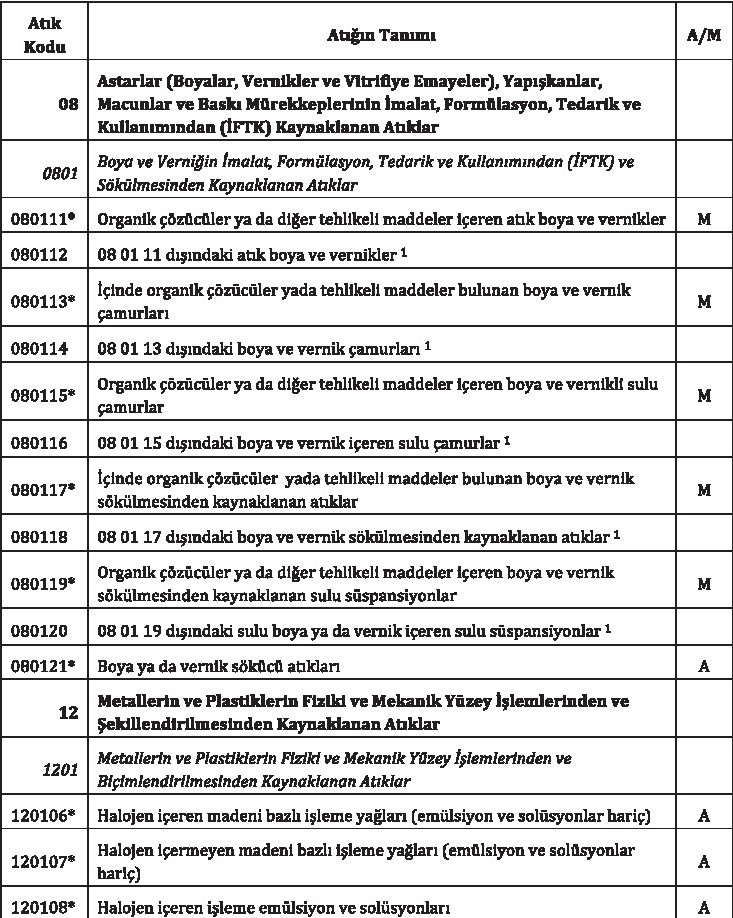 Atık
Kodu
Atığın Tanımı
A/M
08
Astarlar (Boyalar, Vernikler ve Vitrifiye Emayeler), Yapışkanlar,
Macunlar ve Baskı Mürekkeplerinin İmalat, Formülasyon, Tedarik ve
Kullanımından (İFTK) Kaynaklanan Atıklar
0801
Boya ve Verniğin İmalat, Formülasyon, Tedarik ve Kullanımından (İFTK) ve
Sökülmesinden Kaynaklanan Atıklar
080111* Organik çözücüler ya da diğer tehlikeli maddeler içeren atık boya ve vernikler M
080112 08 01 11 dışındaki atık boya ve vernikler ¹
080113* İçinde organik çözücüler yada tehlikeli maddeler bulunan boya ve vernik M
çamurları
080114 08 01 13 dışındaki boya ve vernik çamurları ¹
080115* Organik çözücüler ya da diğer tehlikeli maddeler içeren boya ve vernikli sulu M
çamurlar
080116 08 01 15 dışındaki boya ve vernik içeren sulu çamurlar ¹
080117* İçinde organik çözücüler yada tehlikeli maddeler bulunan boya ve vernik M
sökülmesinden kaynaklanan atıklar
080118 08 01 17 dışındaki boya ve vernik sökülmesinden kaynaklanan atıklar ¹
080119* Organik çözücüler ya da diğer tehlikeli maddeler içeren boya ve vernik M
sökülmesinden kaynaklanan sulu süspansiyonlar
080120 08 01 19 dışındaki sulu boya ya da vernik içeren sulu süspansiyonlar ¹
080121* Boya ya da vernik sökücü atıkları A
12
Metallerin ve Plastiklerin Fiziki ve Mekanik Yüzey İşlemlerinden ve
Şekillendirilmesinden Kaynaklanan Atıklar
1201
Metallerin ve Plastiklerin Fiziki ve Mekanik Yüzey İşlemlerinden ve
Biçimlendirilmesinden Kaynaklanan Atıklar
120106* Halojen içeren madeni bazlı işleme yağları (emülsiyon ve solüsyonlar hariç) A
120107* Halojen içermeyen madeni bazlı işleme yağları (emülsiyon ve solüsyonlar A
hariç)
120108* Halojen içeren işleme emülsiyon ve solüsyonları A